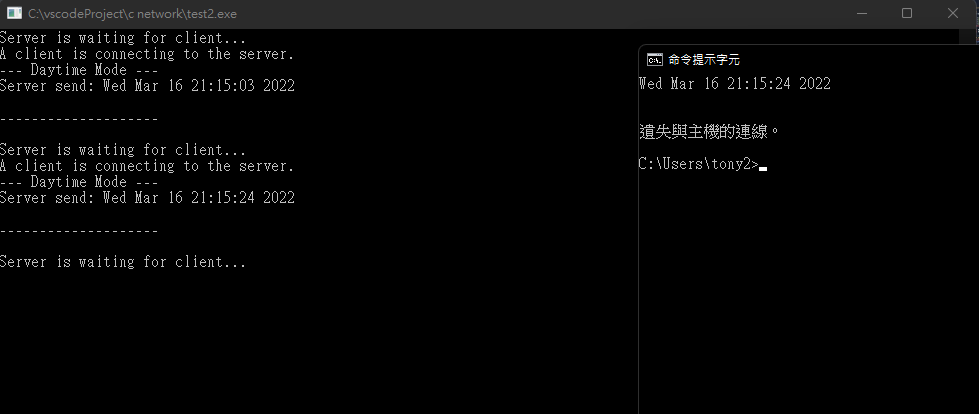 C:\vscodeProject\c network\test2.exe
Server is waiting for client...
A client is connecting to the server.
--- Daytime Mode ---
Server send: Wed Mar 16 21:15:03 2022
--------------------
Server is waiting for client...
A client is connecting to the server.
--- Daytime Mode ---
Server send: Wed Mar 16 21:15:24 2022
--------------------
Server is waiting for client...
命令提示字元
Wed Mar 16 21:15:24 2022
遺失與主機的連線。
C:\Users\tony2>